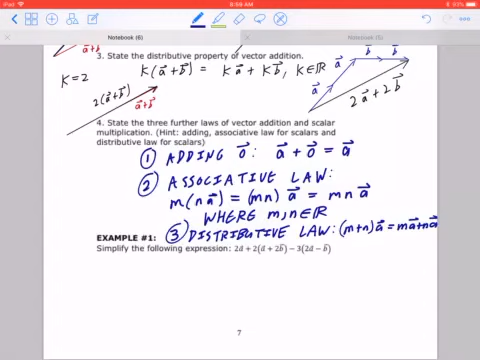 iPad
9:59 AM
Notebook (6)
Notebook (5)
a⃗+b⃗
3. State the distributive property of vector addition.
K=2
K(a⃗+b⃗) = Ka⃗ + Kb⃗, K∈ℝ
a⃗ b⃗ b⃗
a⃗
2(a⃗+b⃗)
a⃗+b⃗
2a⃗+2b⃗
4. State the three further laws of vector addition and scalar
multiplication. (Hint: adding, associative law for scalars and
distributive law for scalars)
① ADDING 0⃗: a⃗ + 0⃗ = a⃗
② ASSOCIATIVE LAW:
m(na⃗) = (mn)a⃗ = mna⃗
WHERE m,n∈ℝ
③ DISTRIBUTIVE LAW: (m+n)a⃗ = ma⃗+na⃗
EXAMPLE #1:
Simplify the following expression: 2a⃗ + 2(a⃗ + 2b⃗) − 3(2a⃗ − b⃗)
7